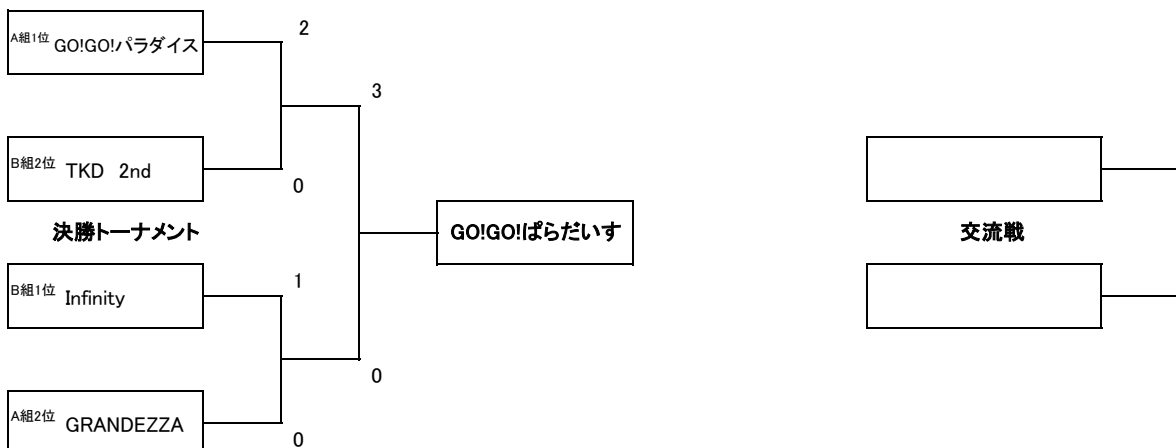 A組1位 GO!GO!パラダイス
2
3
B組2位 TKD 2nd
0
決勝トーナメント
GO!GO!ぱらだいす
交流戦
B組1位 Infinity
1
0
A組2位 GRANDEZZA
0